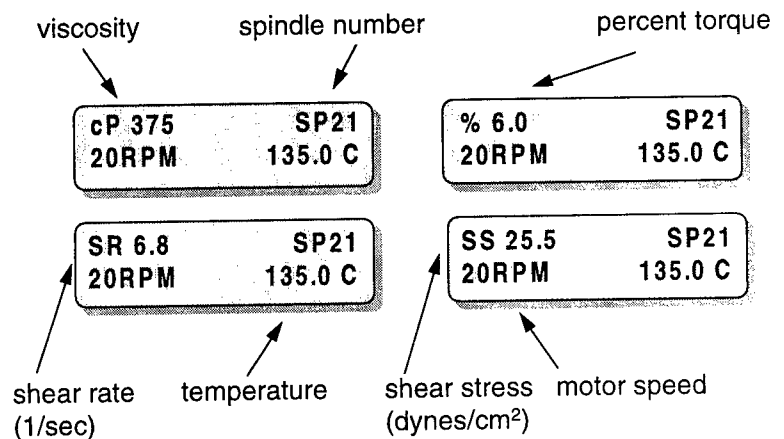 viscosity spindle number percent torque
cP 375 SP21
20RPM 135.0 C
% 6.0 SP21
20RPM 135.0 C
SR 6.8 SP21
20RPM 135.0 C
SS 25.5 SP21
20RPM 135.0 C
shear rate
(1/sec)
temperature
shear stress
(dynes/cm²)
motor speed